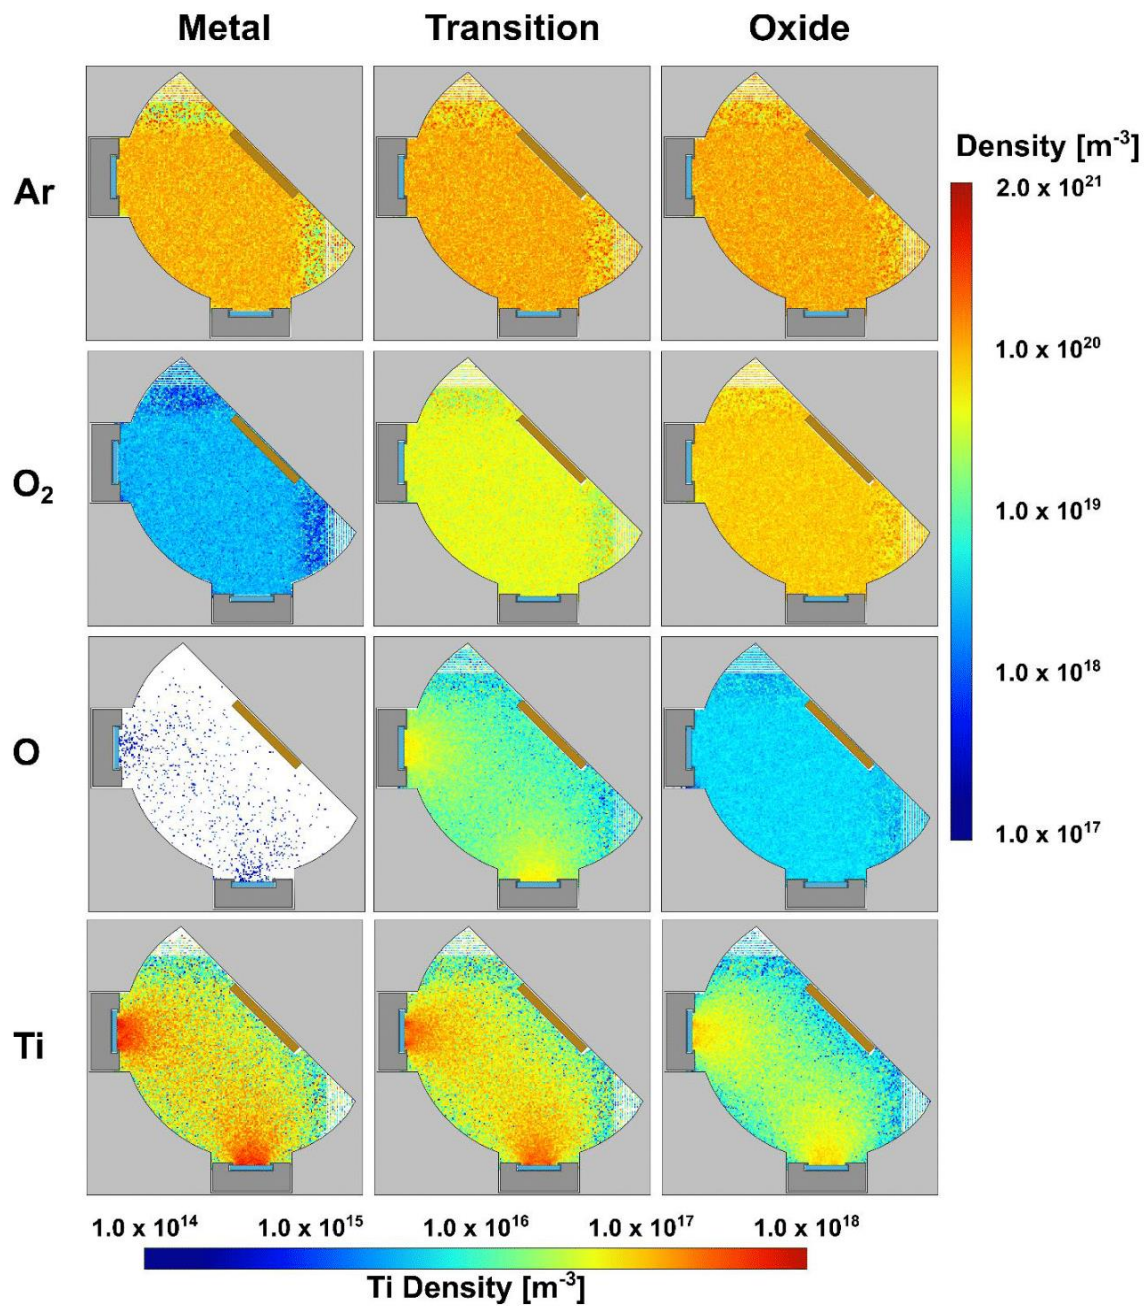 Metal Transition Oxide
Density [m⁻³]
2.0 x 10²¹
Ar
1.0 x 10²⁰
O₂
1.0 x 10¹⁹
1.0 x 10¹⁸
O
1.0 x 10¹⁷
Ti
1.0 x 10¹⁴ 1.0 x 10¹⁵ 1.0 x 10¹⁶ 1.0 x 10¹⁷ 1.0 x 10¹⁸
Ti Density [m⁻³]